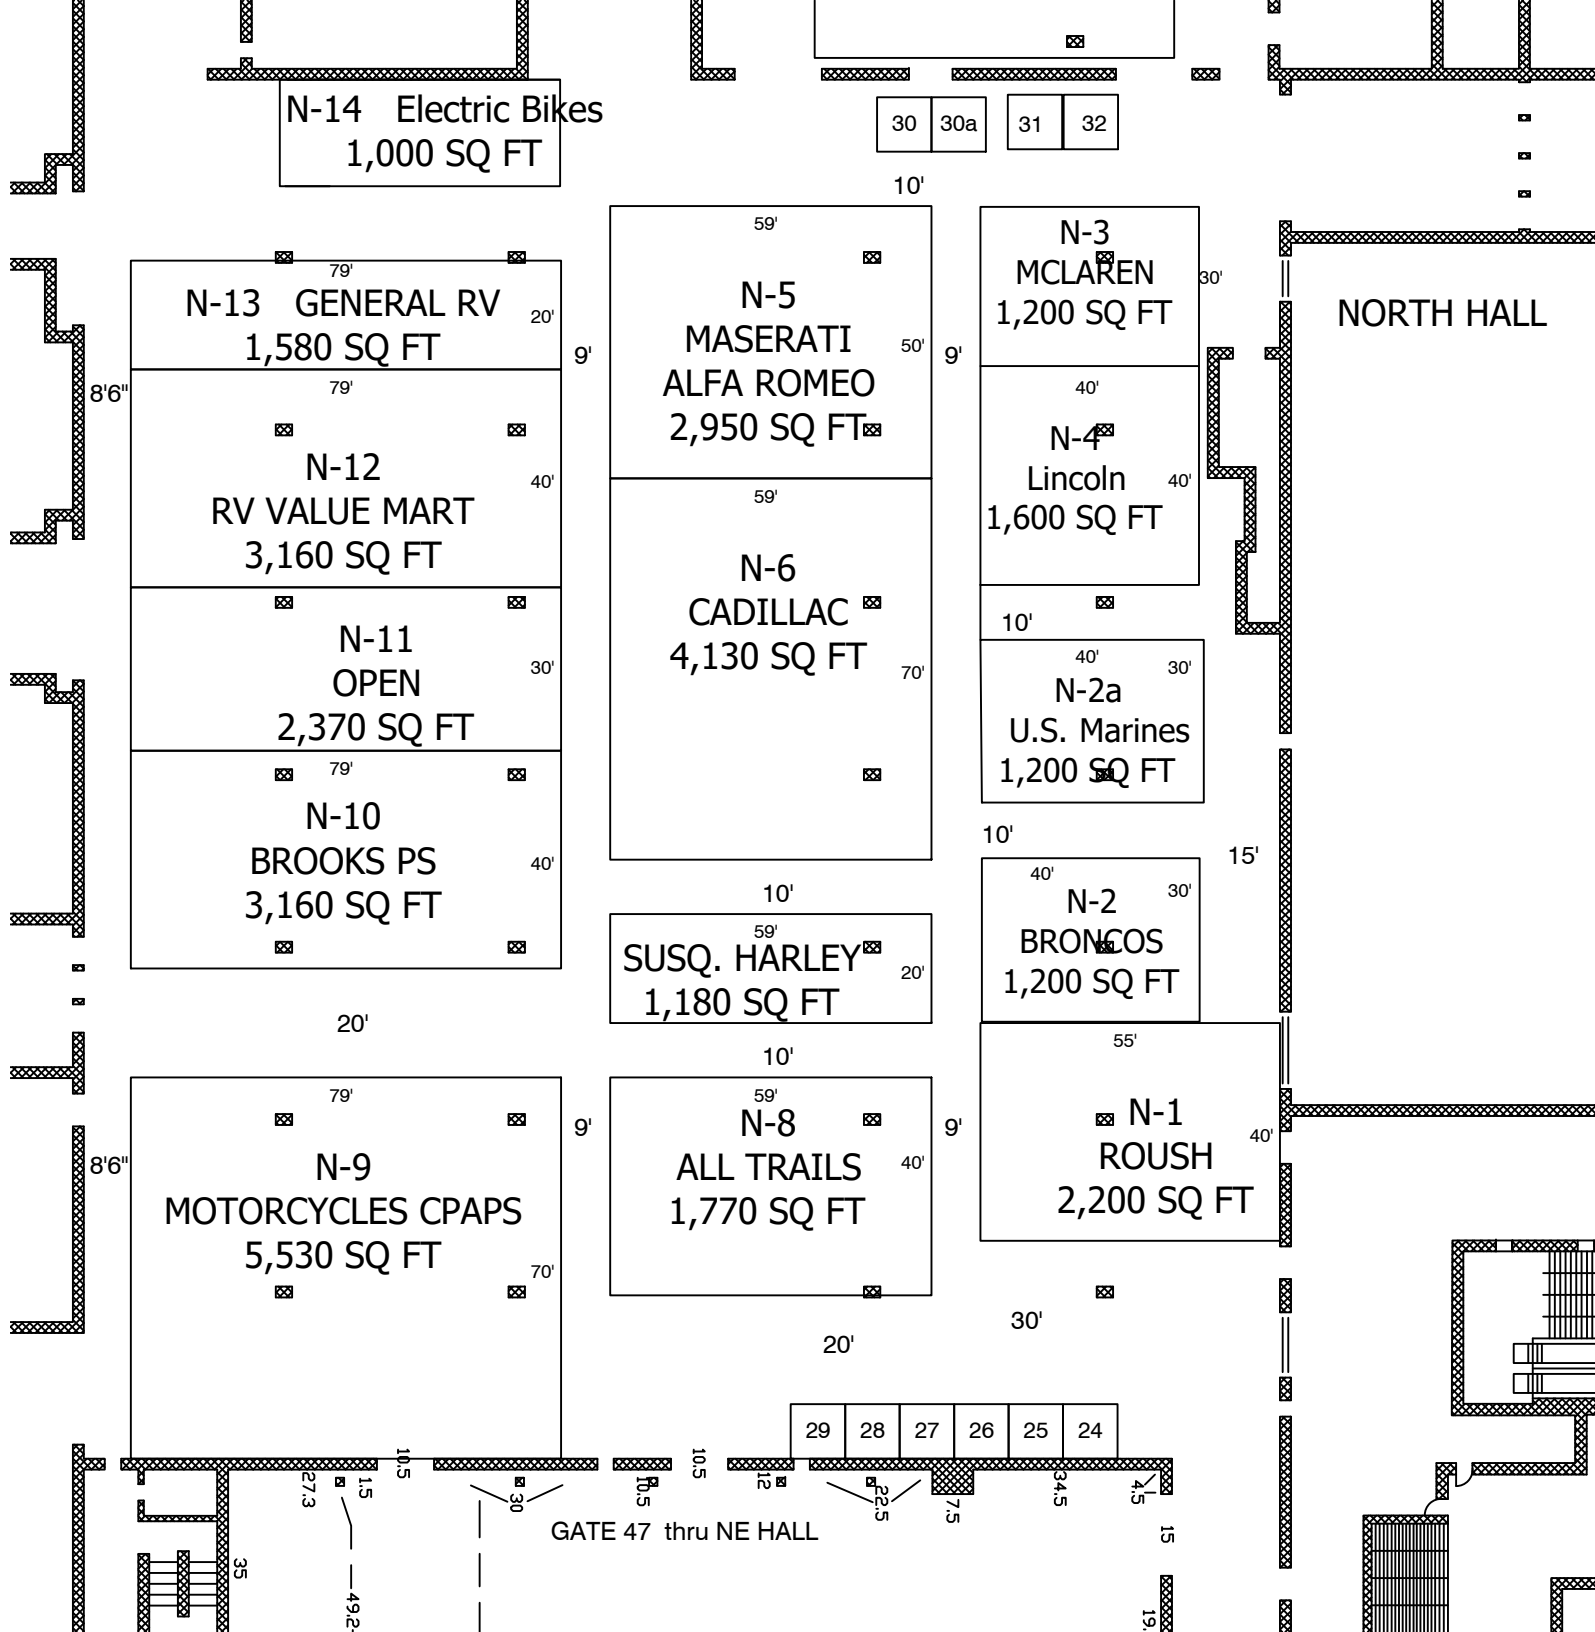 N-14 Electric Bikes
1,000 SQ FT
30
30a
31
32
10'
79'
N-13 GENERAL RV
20'
1,580 SQ FT
79'
N-12
40'
RV VALUE MART
3,160 SQ FT
N-11
30'
OPEN
2,370 SQ FT
79'
N-10
BROOKS PS
40'
3,160 SQ FT
8'6"
9'
59'
N-5
MASERATI
50'
ALFA ROMEO
2,950 SQ FT
59'
N-6
CADILLAC
4,130 SQ FT
70'
9'
N-3
MCLAREN
30'
1,200 SQ FT
40'
N-4
Lincoln
40'
1,600 SQ FT
10'
40'
30'
N-2a
U.S. Marines
1,200 SQ FT
10'
15'
40'
30'
N-2
BRONCOS
1,200 SQ FT
NORTH HALL
10'
59'
SUSQ. HARLEY
20'
1,180 SQ FT
20'
10'
79'
N-9
MOTORCYCLES CPAPS
5,530 SQ FT
70'
8'6"
9'
59'
N-8
ALL TRAILS
40'
1,770 SQ FT
9'
55'
N-1
40'
ROUSH
2,200 SQ FT
30'
20'
29
28
27
26
25
24
27.3
1.5
10.5
30
10.5
10.5
12
22.5
7.5
34.5
4.5
15
GATE 47 thru NE HALL
35
49.2
19.